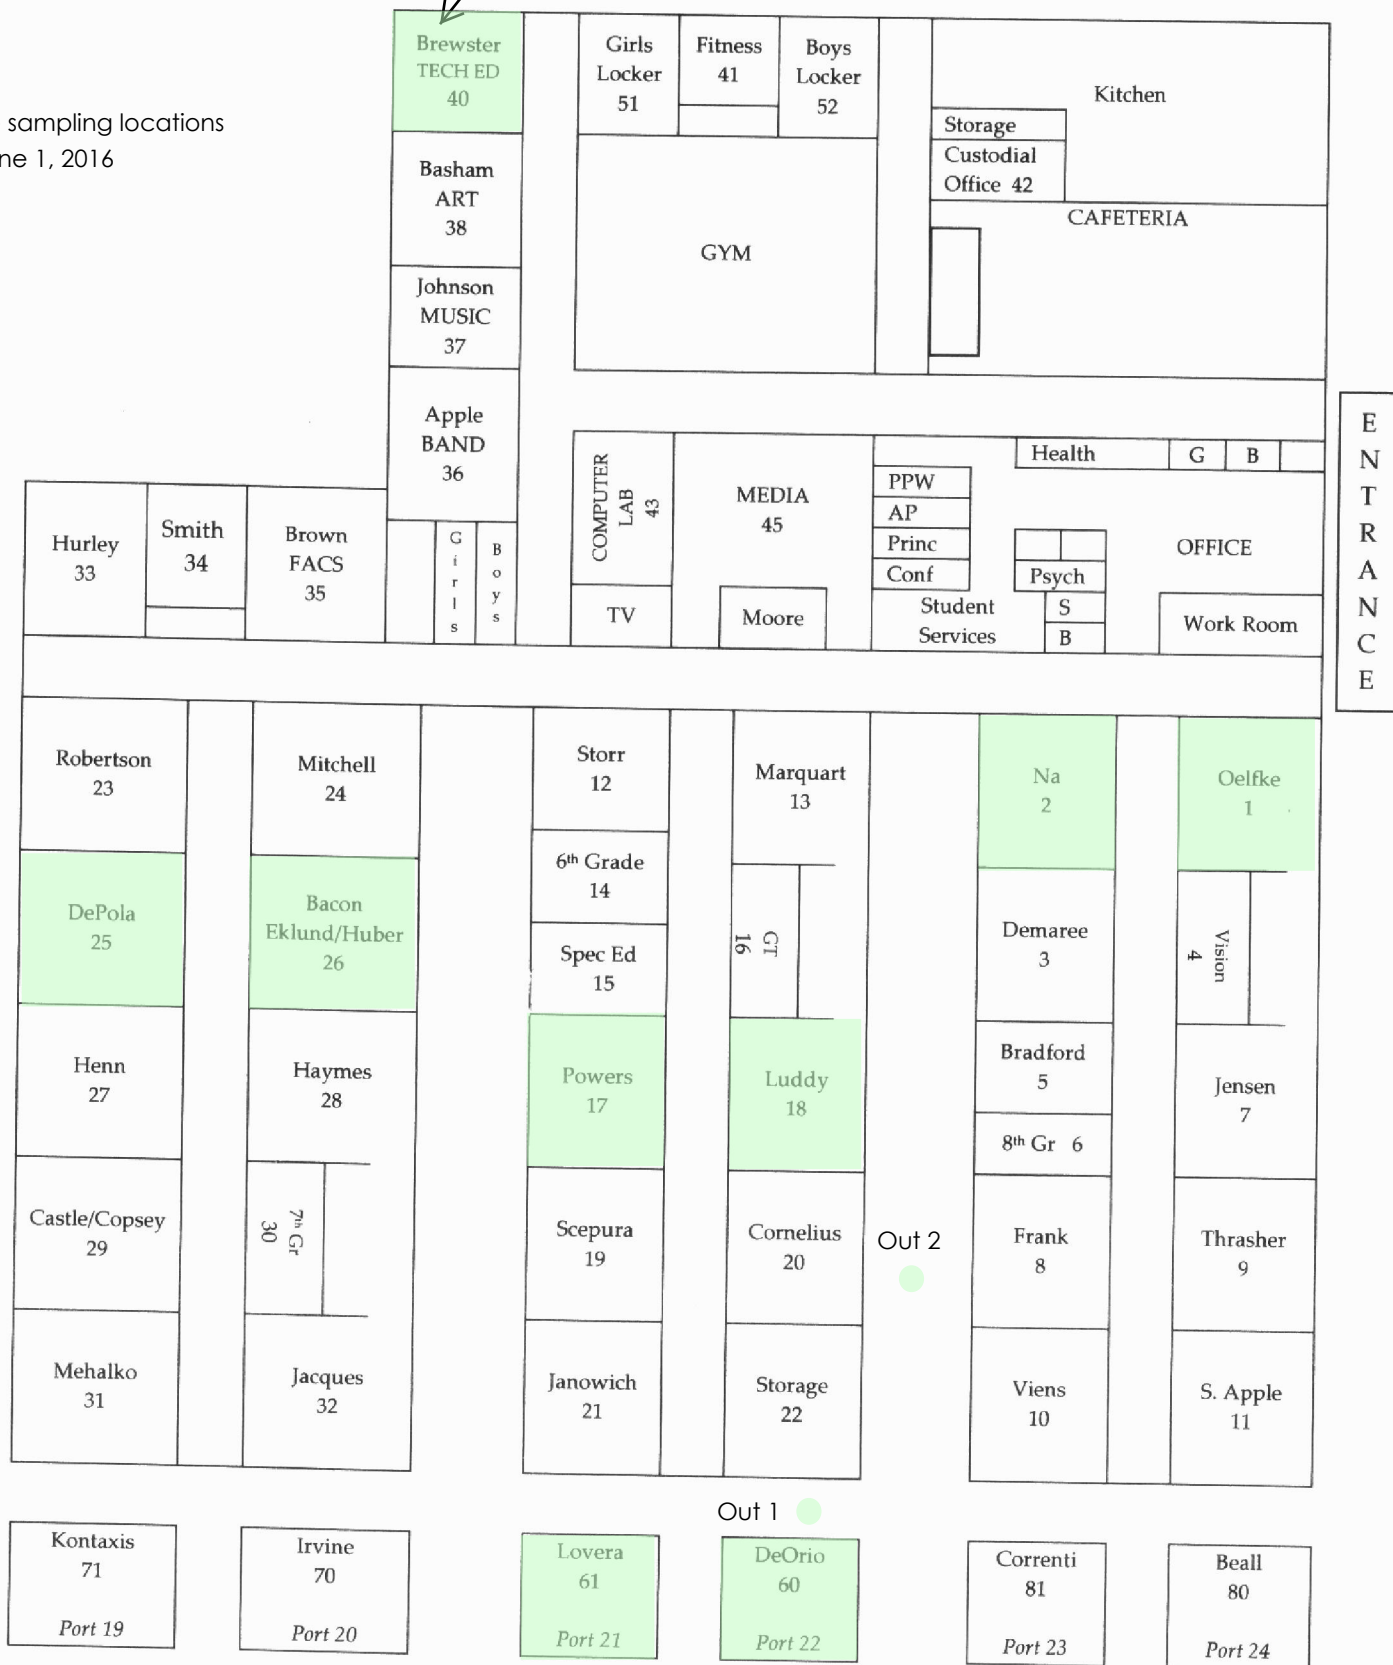 sampling locations
ne 1, 2016
Brewster
TECH ED
40
Girls
Locker
51
Fitness
41
Boys
Locker
52
Kitchen
Storage
Custodial
Office 42
CAFETERIA
Basham
ART
38
GYM
Johnson
MUSIC
37
Apple
BAND
36
ENTRANCE
Hurley
33
Smith
34
Brown
FACS
35
Girls
Boys
COMPUTER
LAB
43
TV
MEDIA
45
Moore
PPW
AP
Princ
Conf
Student
Services
Health
G
B
Psych
S
B
OFFICE
Work Room
Robertson
23
Mitchell
24
Storr
12
Marquart
13
Na
2
Oelfke
1
DePola
25
Bacon
Eklund/Huber
26
6th Grade
14
Spec Ed
15
GT
16
Demaree
3
Vision
4
Henn
27
Haymes
28
Powers
17
Luddy
18
Bradford
5
8th Gr 6
Jensen
7
Castle/Copsey
29
7th Gr
30
Scepura
19
Cornelius
20
Out 2
Frank
8
Thrasher
9
Mehalko
31
Jacques
32
Janowich
21
Storage
22
Viens
10
S. Apple
11
Out 1
Kontaxis
71
Port 19
Irvine
70
Port 20
Lovera
61
Port 21
DeOrio
60
Port 22
Correnti
81
Port 23
Beall
80
Port 24